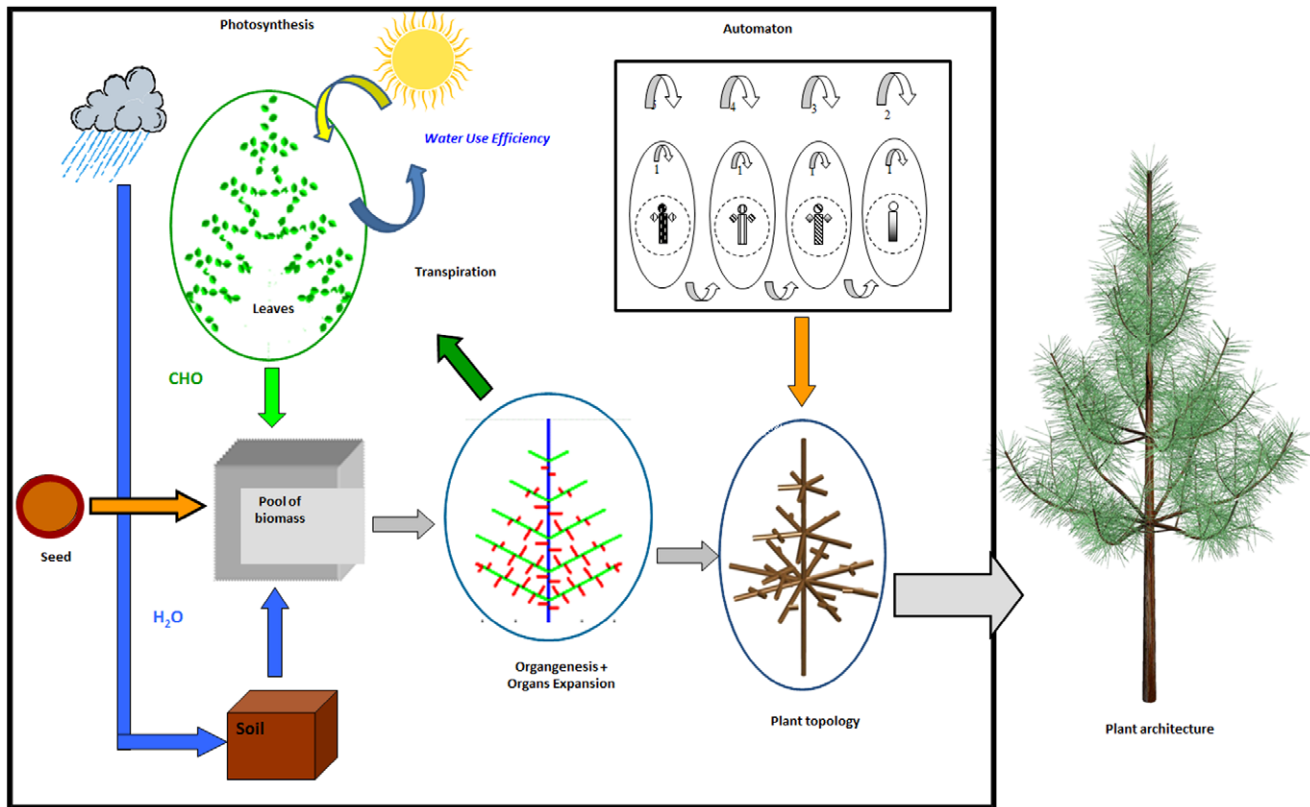 Photosynthesis
Automaton
5 4 3 2
Water Use Efficiency
1 1 1 1
Transpiration
Leaves
CHO
Pool of
biomass
Seed
H₂O
Organgenesis +
Organs Expansion
Soil
Plant topology
Plant architecture